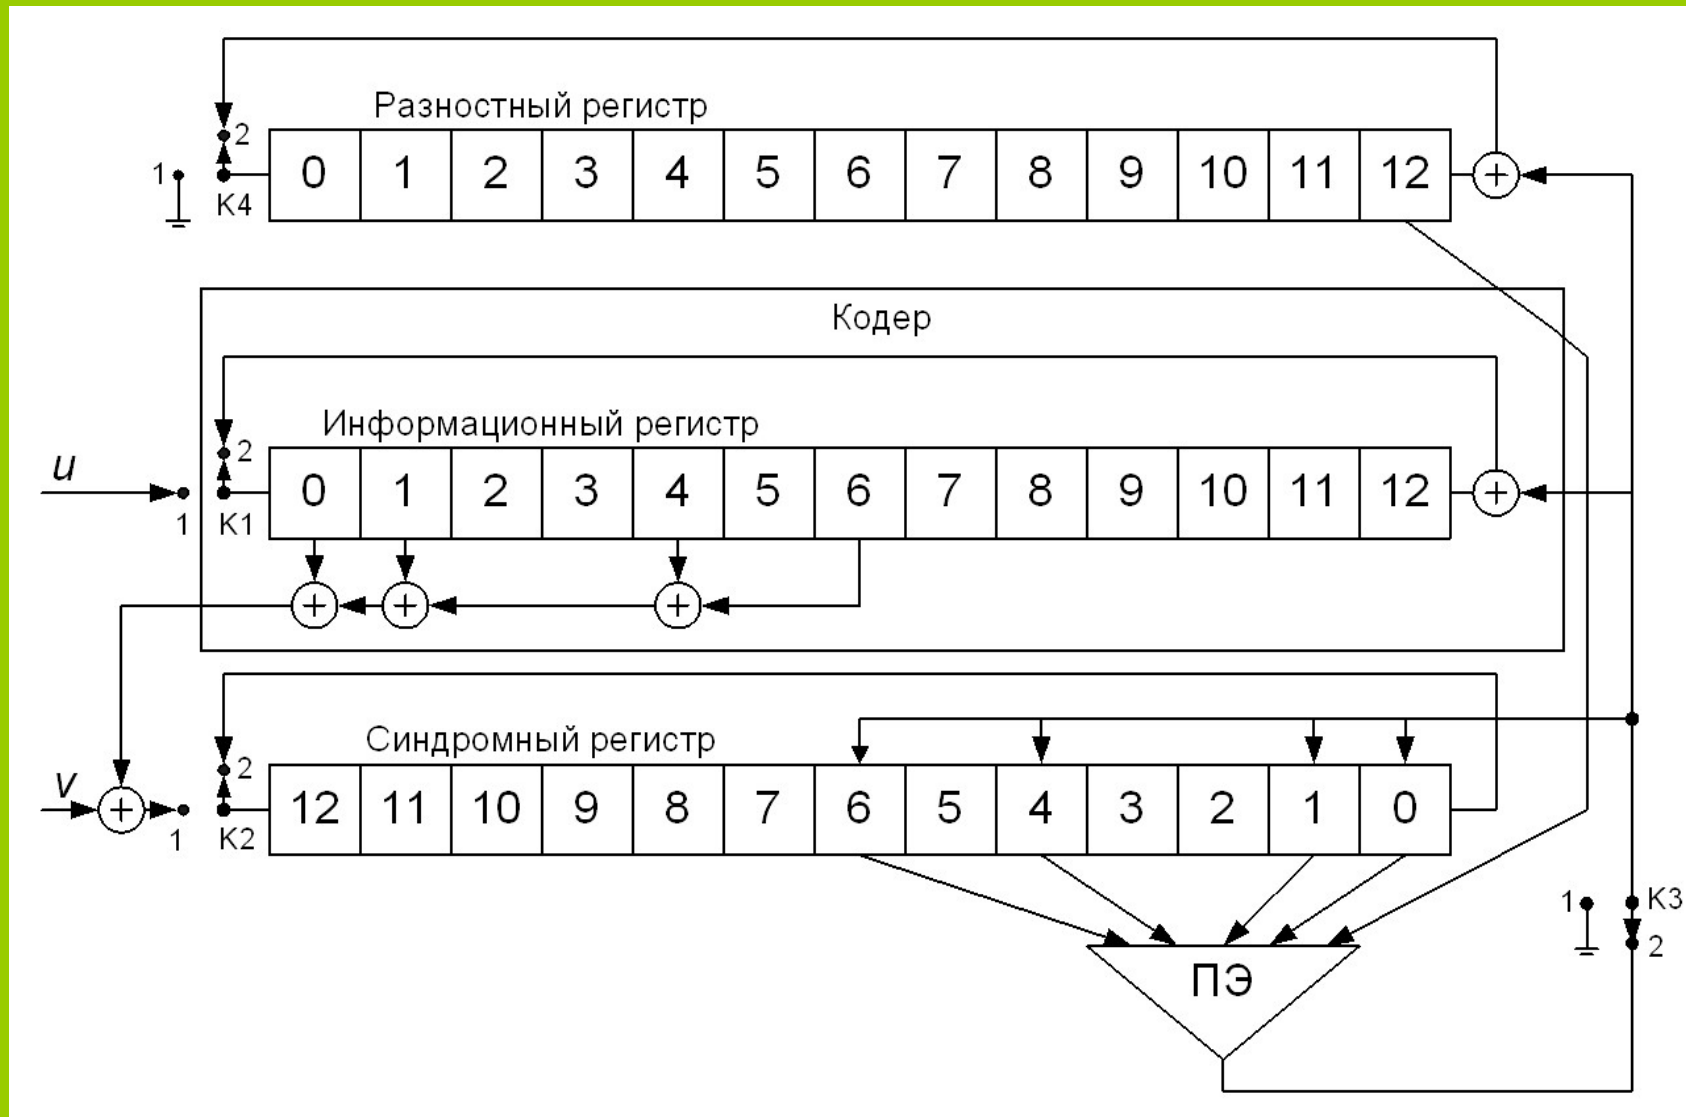 Разностный регистр
2
1
K4
0 1 2 3 4 5 6 7 8 9 10 11 12
+
Кодер
Информационный регистр
2
u
1
K1
0 1 2 3 4 5 6 7 8 9 10 11 12
+
+ + +
Синдромный регистр
2
v
+
1
K2
12 11 10 9 8 7 6 5 4 3 2 1 0
1
K3
2
ПЭ